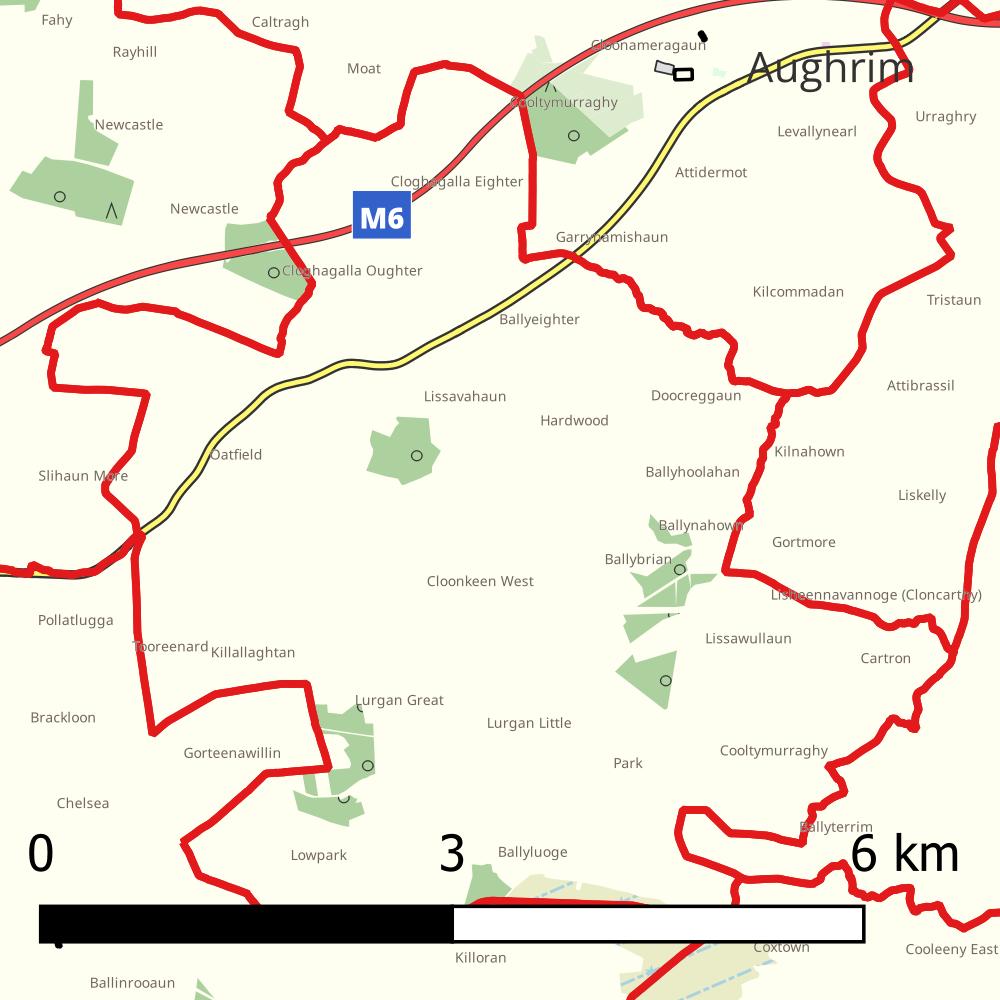 Fahy
Caltragh
Rayhill
Cloonameragaun
Moat
Aughrim
Cooltymurraghy
Urraghry
Newcastle
Levallynearl
Attidermot
Cloghagalla Eighter
Newcastle
M6
Garrynamishaun
Cloghagalla Oughter
Kilcommadan
Tristaun
Ballyeighter
Attibrassil
Lissavahaun
Doocreggaun
Hardwood
Oatfield
Kilnahown
Slihaun More
Ballyhoolahan
Liskelly
Ballynahown
Gortmore
Ballybrian
Cloonkeen West
Lisheennavannoge (Cloncarthy)
Pollatlugga
Lissawullaun
Tooreenard
Killallaghtan
Cartron
Lurgan Great
Brackloon
Lurgan Little
Gorteenawillin
Cooltymurraghy
Park
Chelsea
Ballyterrim
0 3 6 km
Lowpark
Ballyluoge
Coxtown
Cooleeny East
Killoran
Ballinrooaun